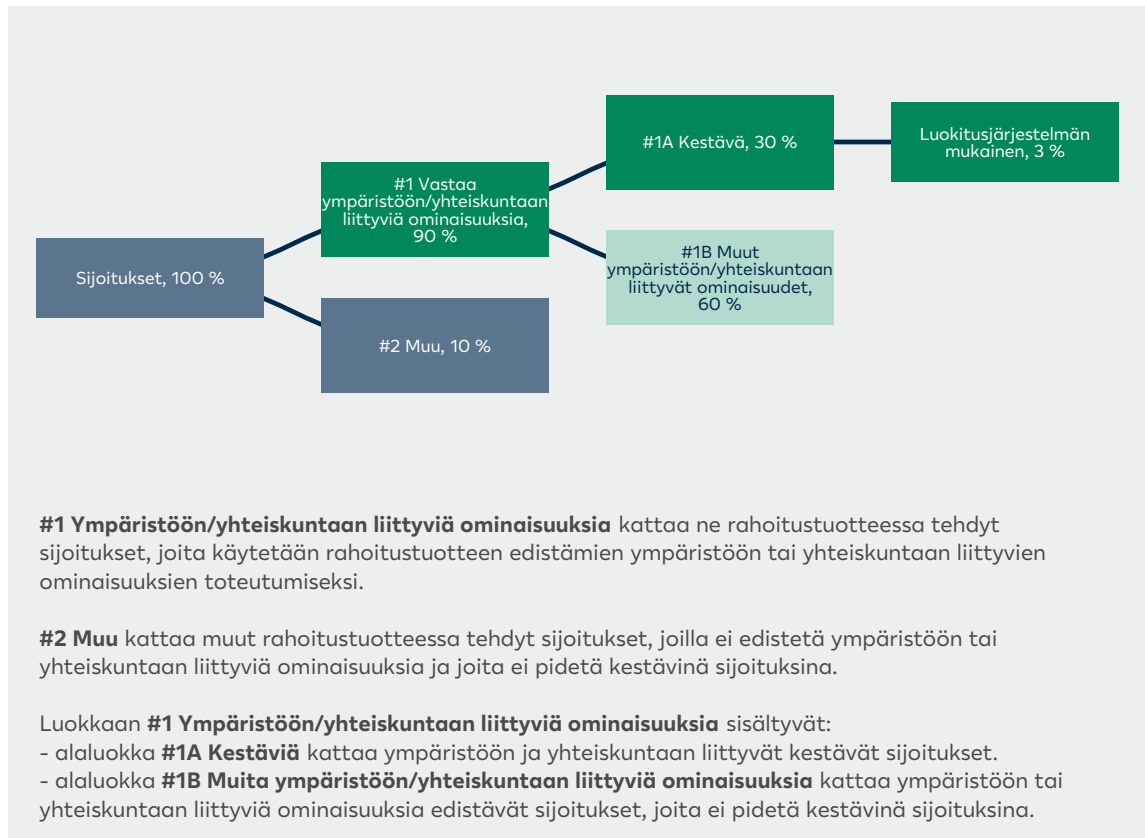 Sijoitukset, 100 %
#1 Vastaa
ympäristöön/yhteiskuntaan
liittyviä ominaisuuksia,
90 %
#2 Muu, 10 %
#1A Kestävä, 30 %
#1B Muut
ympäristöön/yhteiskuntaan
liittyvät ominaisuudet,
60 %
Luokitusjärjestelmän
mukainen, 3 %
#1 Ympäristöön/yhteiskuntaan liittyviä ominaisuuksia kattaa ne rahoitustuotteessa tehdyt
sijoitukset, joita käytetään rahoitustuotteen edistämien ympäristöön tai yhteiskuntaan liittyvien
ominaisuuksien toteutumiseksi.
#2 Muu kattaa muut rahoitustuotteessa tehdyt sijoitukset, joilla ei edistetä ympäristöön tai
yhteiskuntaan liittyviä ominaisuuksia ja joita ei pidetä kestävinä sijoituksina.
Luokkaan #1 Ympäristöön/yhteiskuntaan liittyviä ominaisuuksia sisältyvät:
- alaluokka #1A Kestäviä kattaa ympäristöön ja yhteiskuntaan liittyvät kestävät sijoitukset.
- alaluokka #1B Muita ympäristöön/yhteiskuntaan liittyviä ominaisuuksia kattaa ympäristöön tai
yhteiskuntaan liittyviä ominaisuuksia edistävät sijoitukset, joita ei pidetä kestävinä sijoituksina.